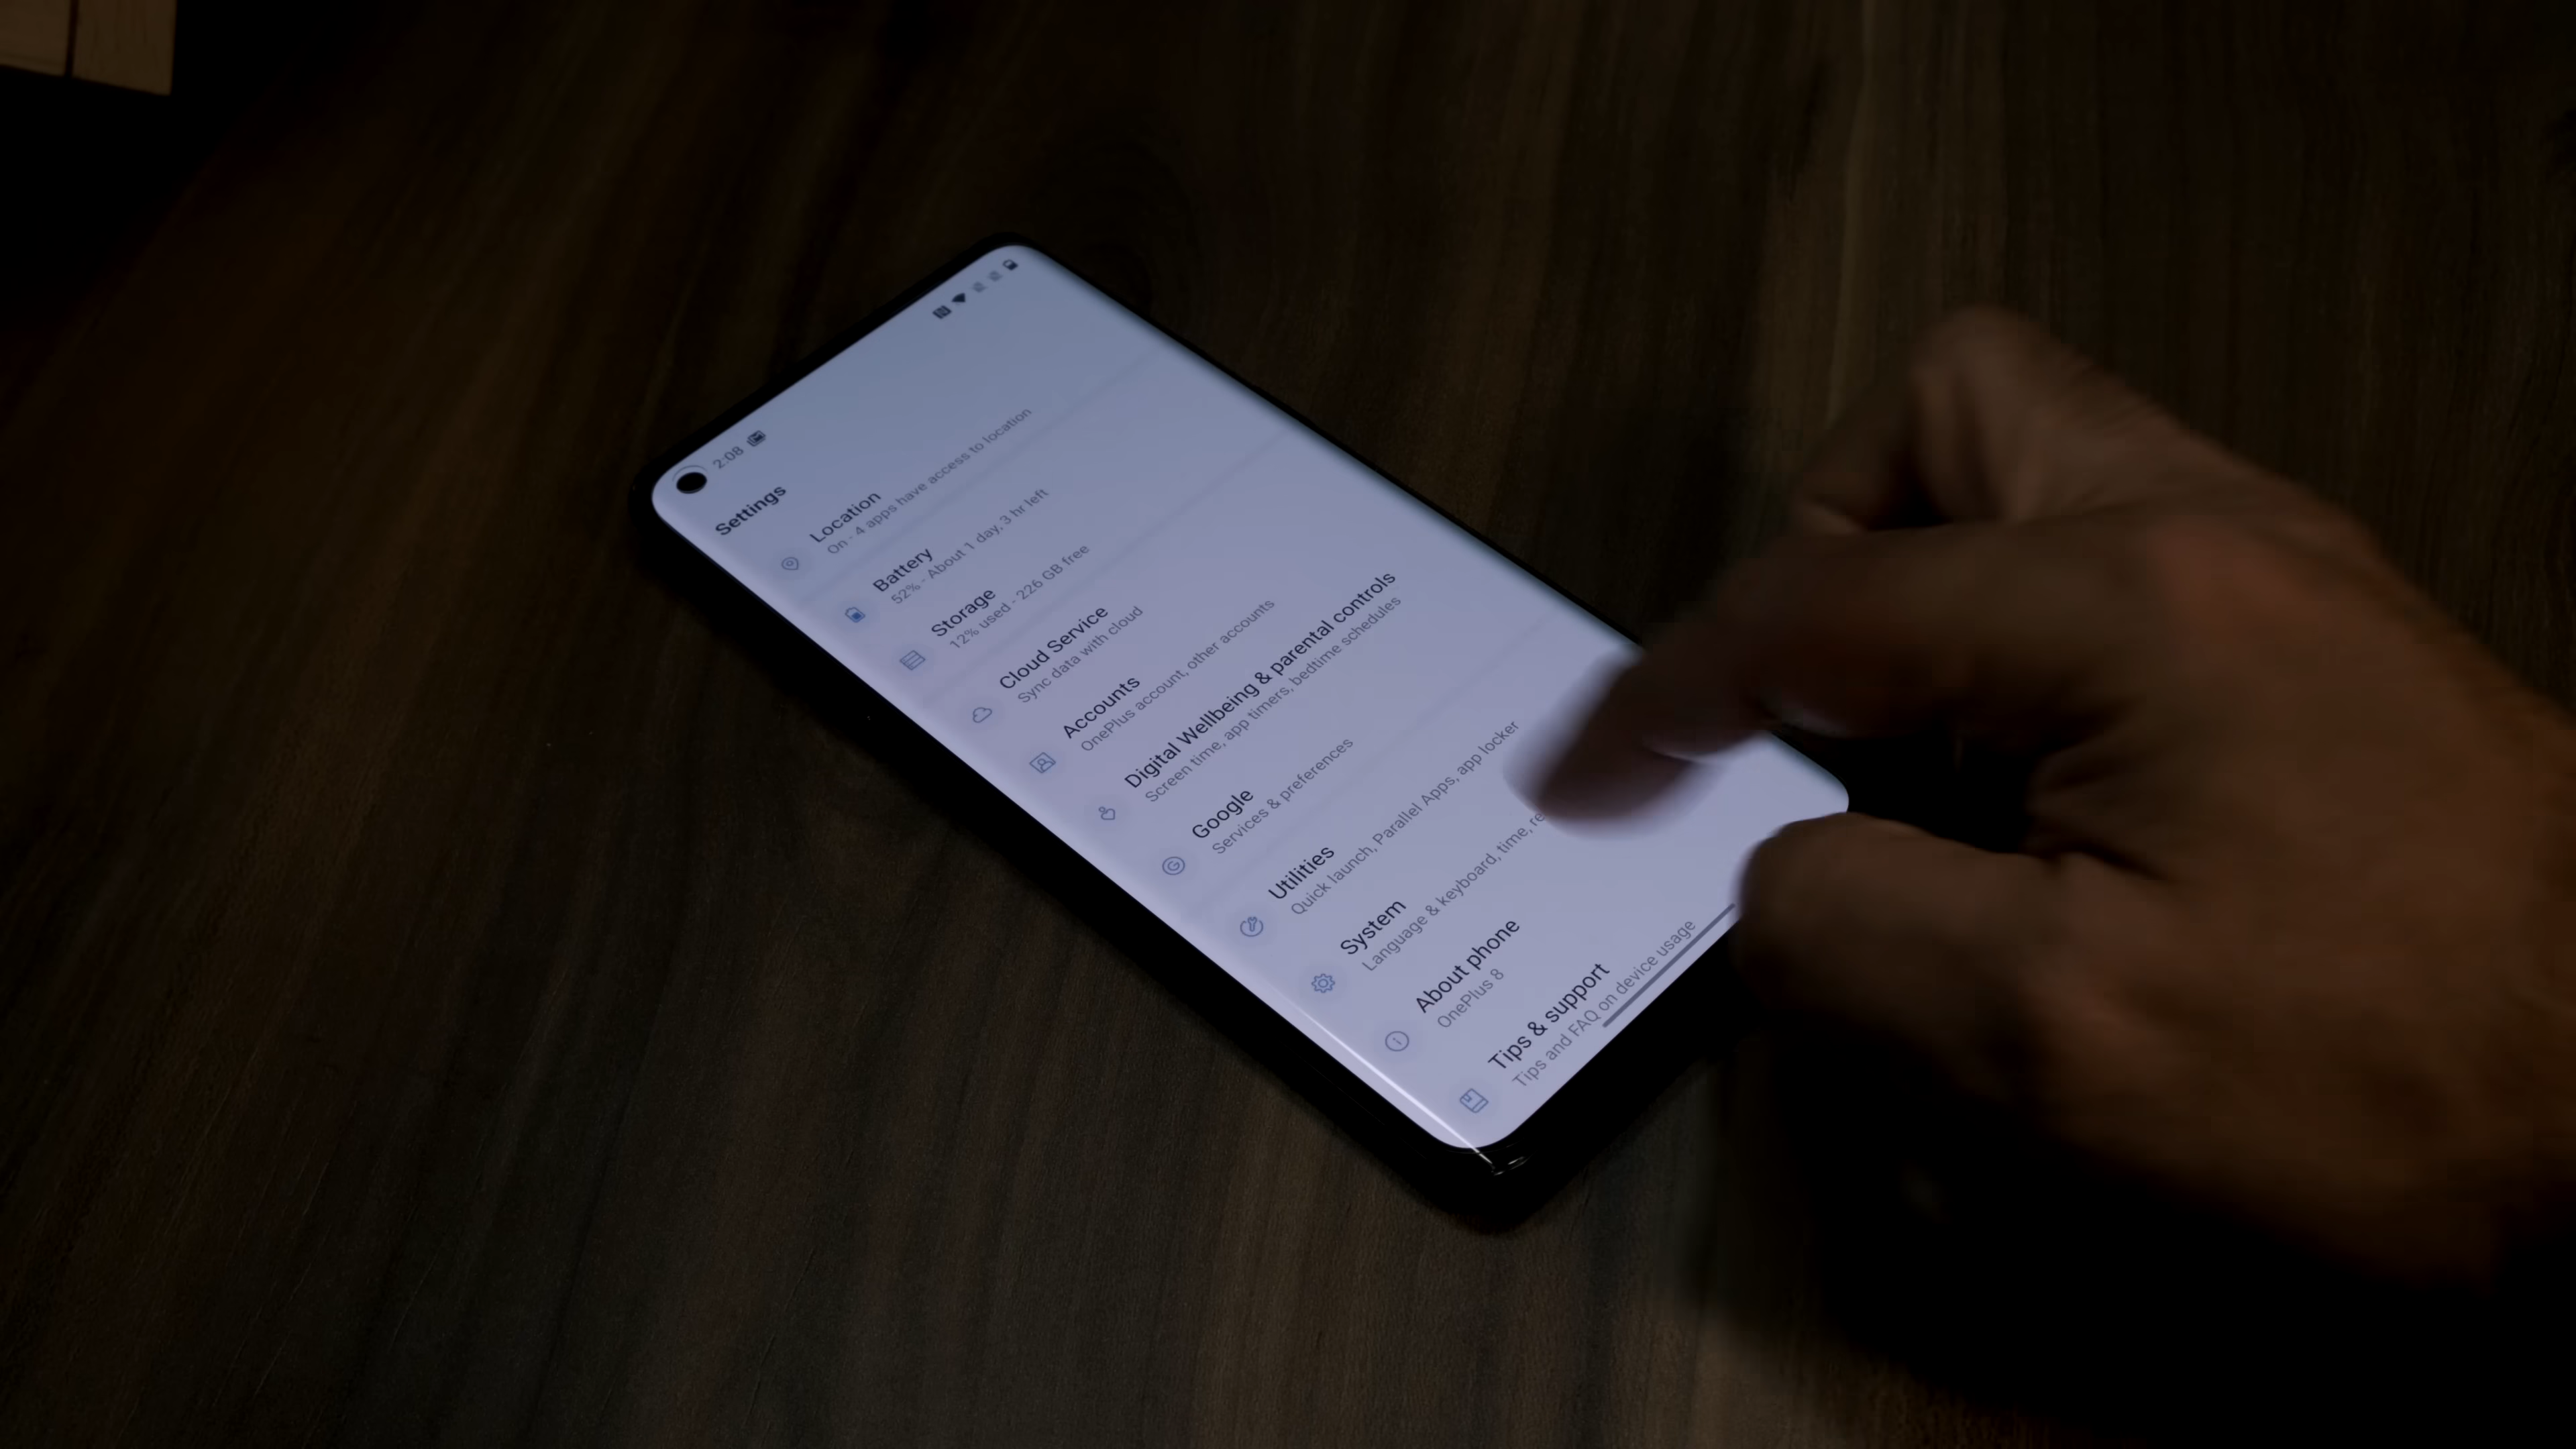 2:08
Settings
Location
On - 4 apps have access to location
Battery
52% - About 1 day, 3 hr left
Storage
12% used - 226 GB free
Cloud Service
Sync data with cloud
Accounts
OnePlus account, other accounts
Digital Wellbeing & parental controls
Screen time, app timers, bedtime schedules
Google
Services & preferences
Utilities
Quick launch, Parallel Apps, app locker
System
Language & keyboard, time,
About phone
OnePlus 8
Tips & support
Tips and FAQ on device usage